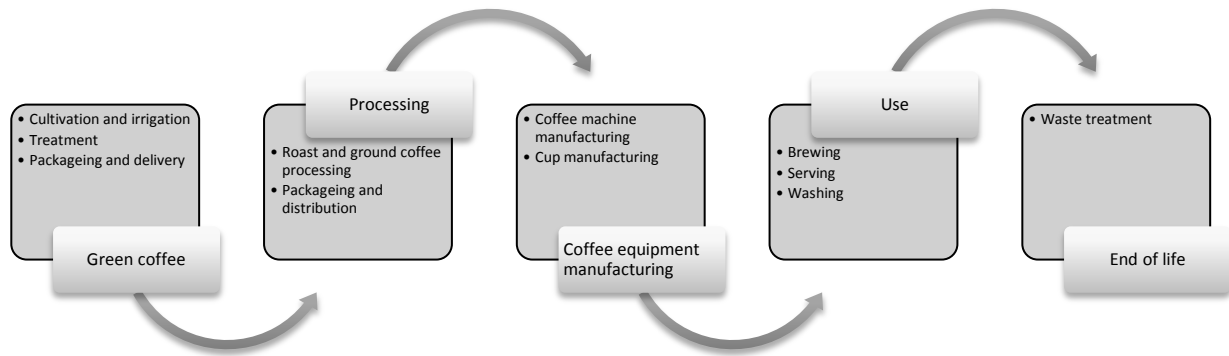 • Cultivation and irrigation
• Treatment
• Packageing and delivery
Green coffee
Processing
• Roast and ground coffee
processing
• Packageing and
distribution
• Coffee machine
manufacturing
• Cup manufacturing
Coffee equipment
manufacturing
Use
• Brewing
• Serving
• Washing
• Waste treatment
End of life